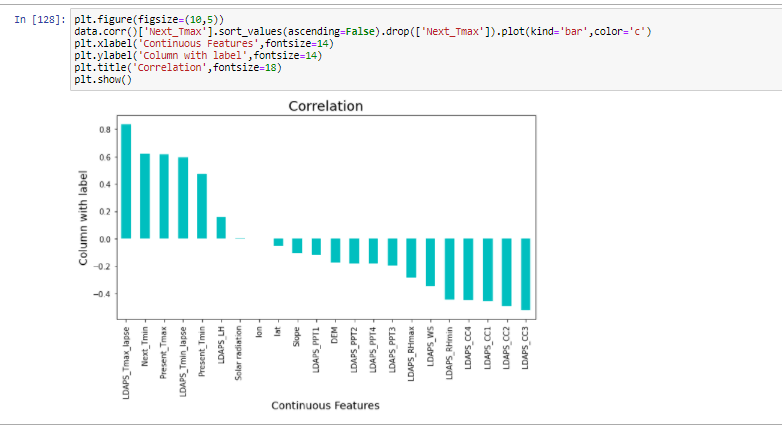 In [128]: plt.figure(figsize=(10,5))
data.corr()['Next_Tmax'].sort_values(ascending=False).drop(['Next_Tmax']).plot(kind='bar',color='c')
plt.xlabel('Continuous Features',fontsize=14)
plt.ylabel('Column with label',fontsize=14)
plt.title('Correlation',fontsize=18)
plt.show()
Correlation
Column with label
0.8
0.6
0.4
0.2
0.0
−0.2
−0.4
LDAPS_Tmax_lapse
Next_Tmin
Present_Tmax
LDAPS_Tmin_lapse
Present_Tmin
LDAPS_LH
Solar radiation
lon
lat
Slope
LDAPS_PPT1
DEM
LDAPS_PPT2
LDAPS_PPT4
LDAPS_PPT3
LDAPS_RHmax
LDAPS_WS
LDAPS_RHmin
LDAPS_CC4
LDAPS_CC1
LDAPS_CC2
LDAPS_CC3
Continuous Features